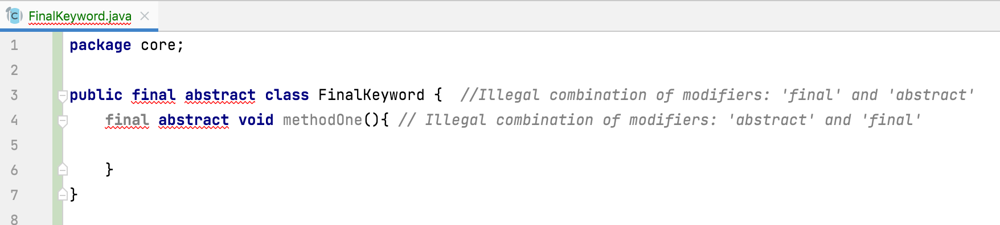 FinalKeyword.java
1 package core;
2
3 public final abstract class FinalKeyword {  //Illegal combination of modifiers: 'final' and 'abstract'
4     final abstract void methodOne(){ // Illegal combination of modifiers: 'abstract' and 'final'
5
6     }
7 }
8